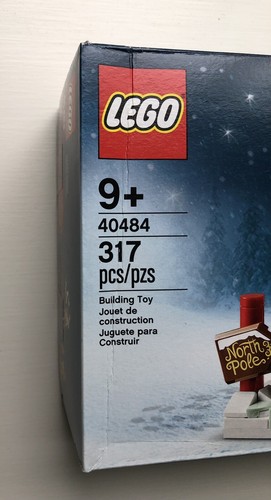 LEGO
9+
40484
317
pcs/pzs
Building Toy
Jouet de
construction
Juguete para
Construir
North
Pole